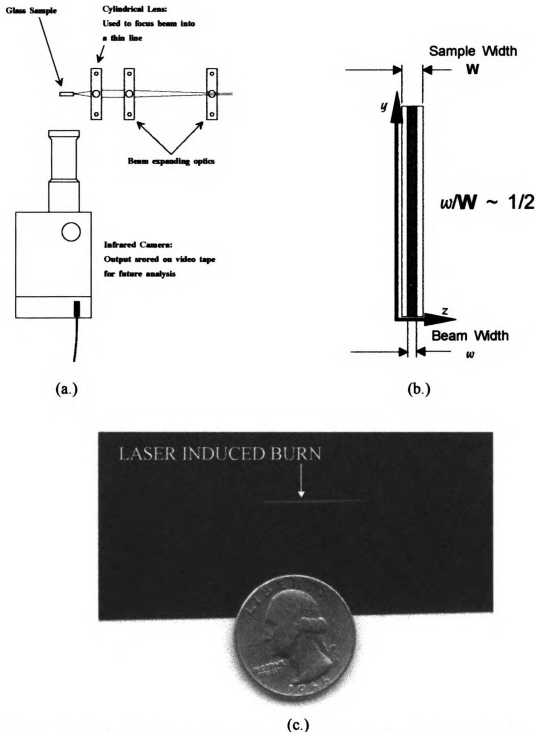 Glass Sample
Cylindrical Lens:
Used to focus beam into
a thin line
Beam expanding optics
Infrared Camera:
Output srored on video tape
for future analysis
(a.)
Sample Width
W
y
w/W ~ 1/2
z
Beam Width
w
(b.)
LASER INDUCED BURN
LIBERTY
(c.)